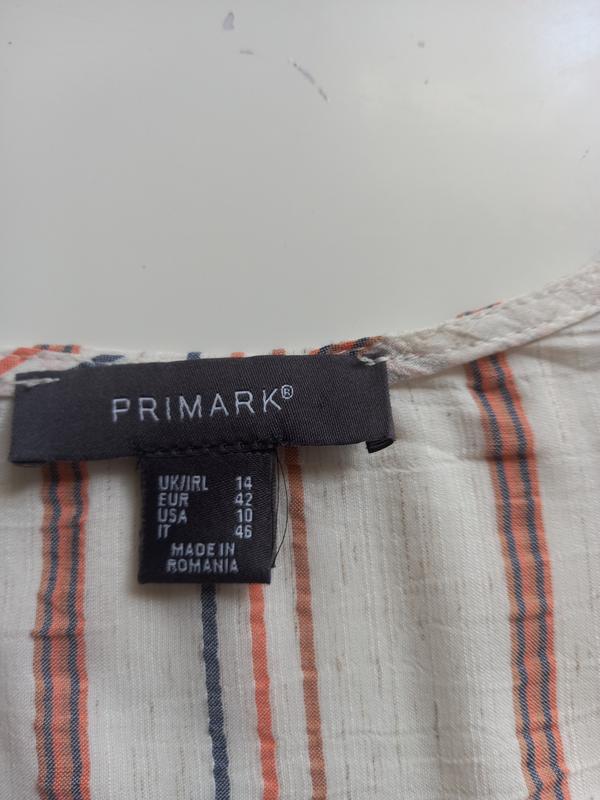 PRIMARK®
UK/IRL 14
EUR 42
USA 10
IT 46
MADE IN
ROMANIA